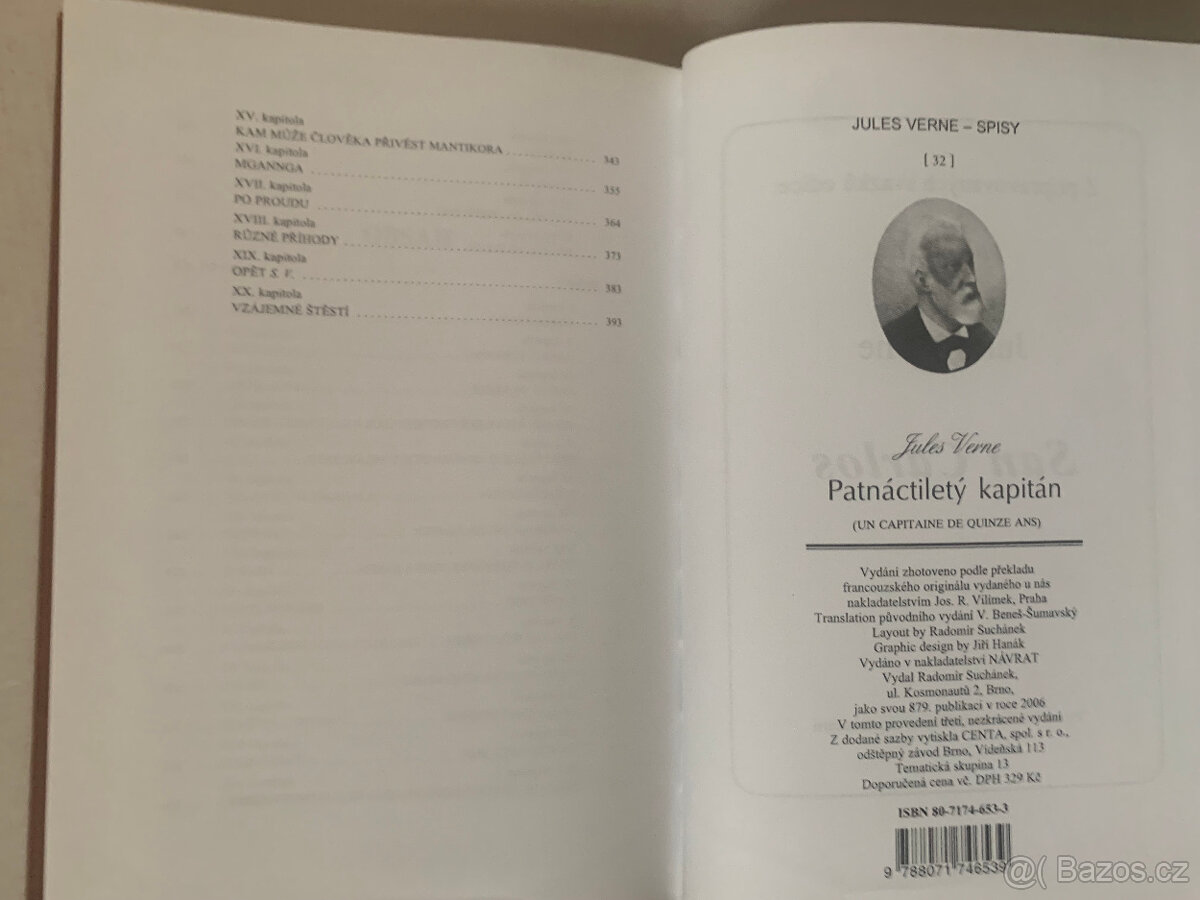 XV. kapitola
KAM MŮŽE ČLOVĚKA PŘIVÉST MANTIKORA ........ 343
XVI. kapitola
MGANNGA ........ 355
XVII. kapitola
PO PROUDU ........ 364
XVIII. kapitola
RŮZNÉ PŘÍHODY ........ 373
XIX. kapitola
OPĚT S. V. ........ 383
XX. kapitola
VZÁJEMNÉ ŠTĚSTÍ ........ 393
JULES VERNE – SPISY
[ 32 ]
Jules Verne
Patnáctiletý kapitán
(UN CAPITAINE DE QUINZE ANS)
Vydání zhotoveno podle překladu
francouzského originálu vydaného u nás
nakladatelstvím Jos. R. Vilímek, Praha
Translation původního vydání V. Beneš-Šumavský
Layout by Radomír Suchánek
Graphic design by Jiří Hanák
Vydáno v nakladatelství NÁVRAT
Vydal Radomír Suchánek,
ul. Kosmonautů 2, Brno,
jako svou 879. publikaci v roce 2006
V tomto provedení třetí, nezkrácené vydání
Z dodané sazby vytiskla CENTA, spol. s r. o.,
odštěpný závod Brno, Vídeňská 113
Tematická skupina 13
Doporučená cena vč. DPH 329 Kč
ISBN 80-7174-653-3
9 788071 746539
@( Bazos.cz